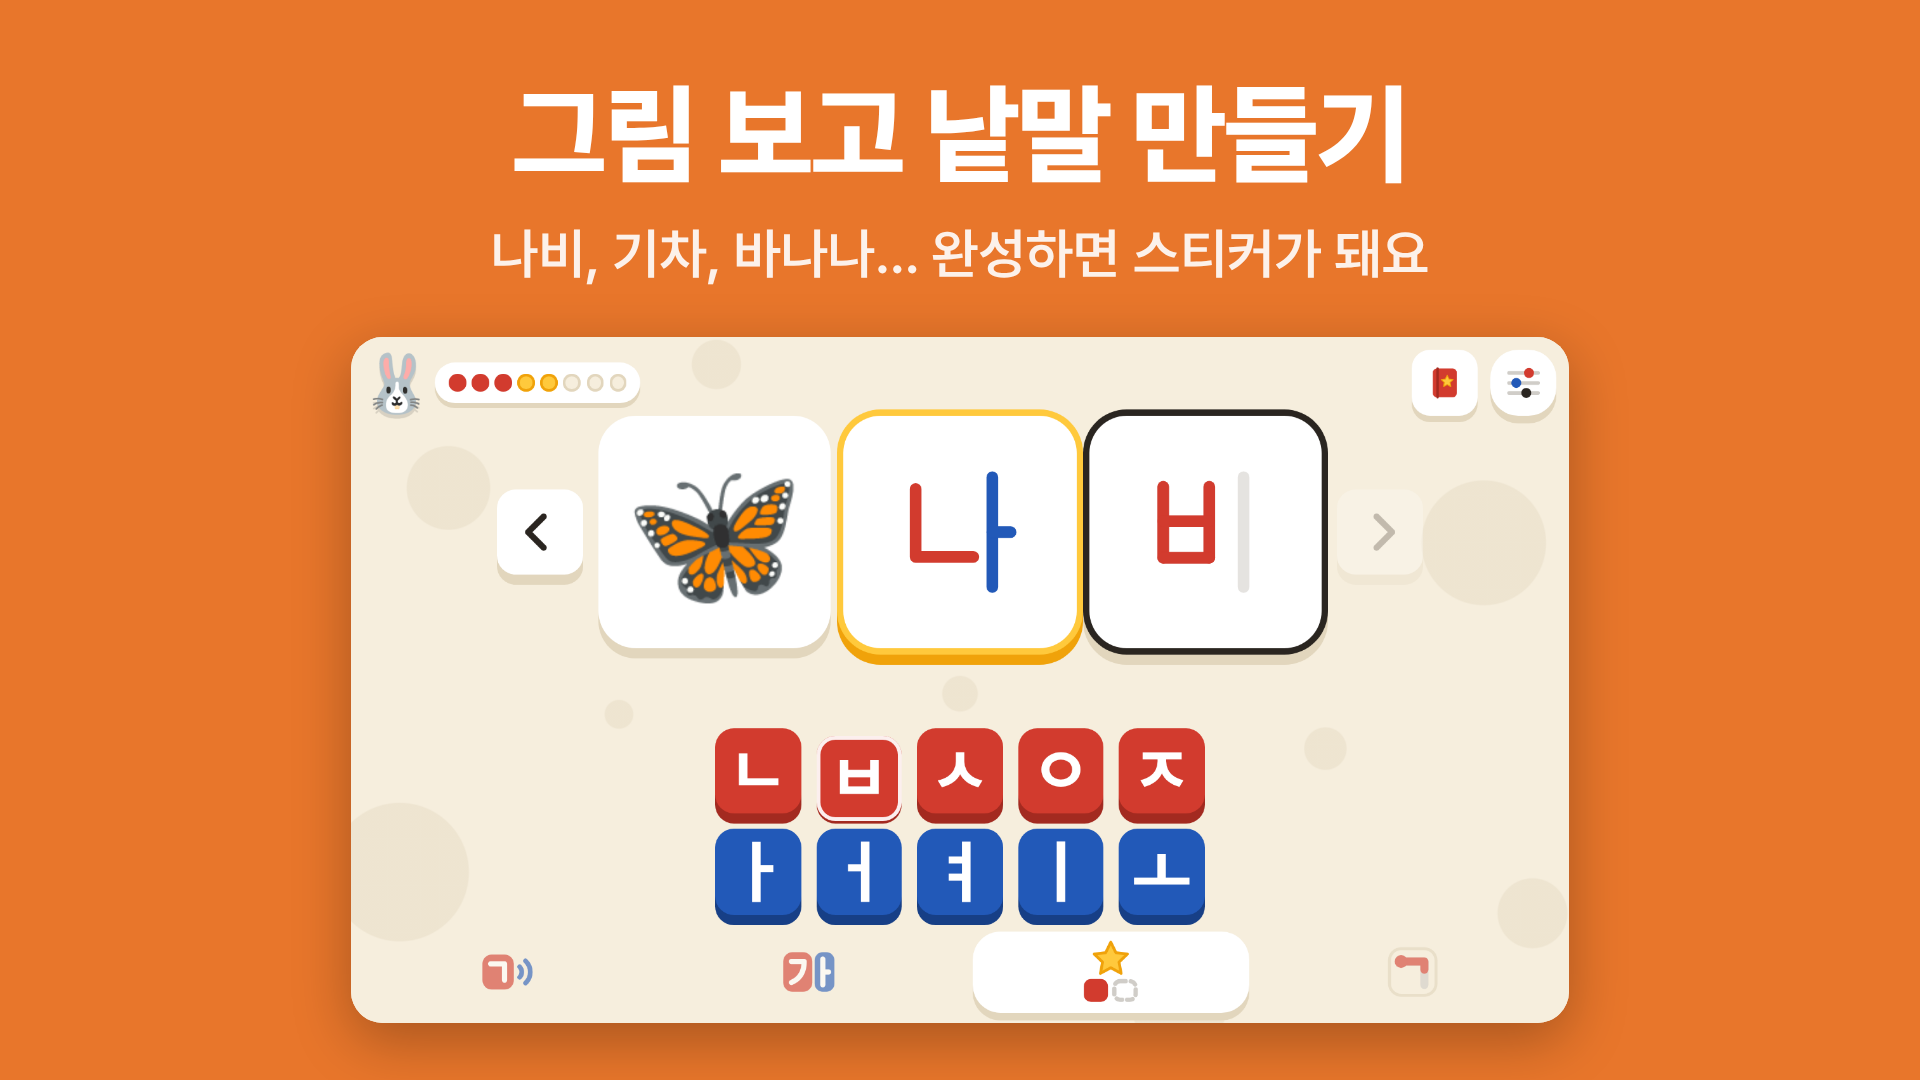 그림 보고 낱말 만들기
나비, 기차, 바나나... 완성하면 스티커가 돼요
나 비
ㄴ ㅂ ㅅ ㅇ ㅈ
ㅏ ㅓ ㅕ ㅣ ㅗ
ㄱ 가 ㄱ